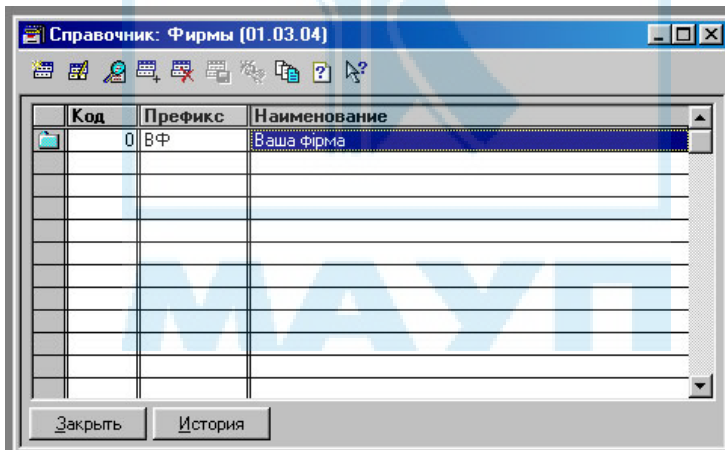 Справочник: Фирмы (01.03.04)
Код Префикс Наименование
0 ВФ Ваша фірма
МАУП
Закрыть История